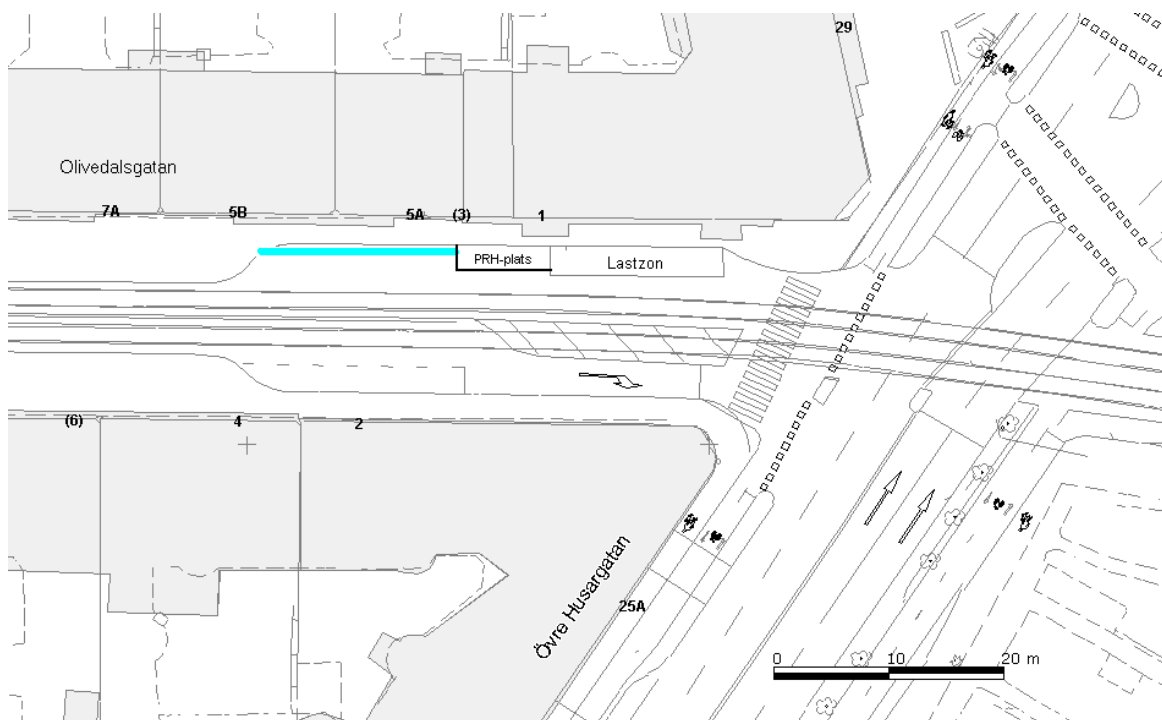 29
Olivedalsgatan
7A
5B
5A
(3)
1
PRH-plats
Lastzon
(6)
4
2
Övre Husargatan
25A
0 10 20 m